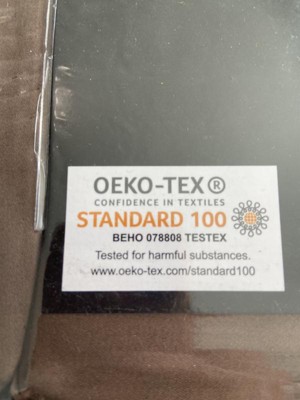 OEKO-TEX®
CONFIDENCE IN TEXTILES
STANDARD 100
BEHO 078808 TESTEX
Tested for harmful substances.
www.oeko-tex.com/standard100